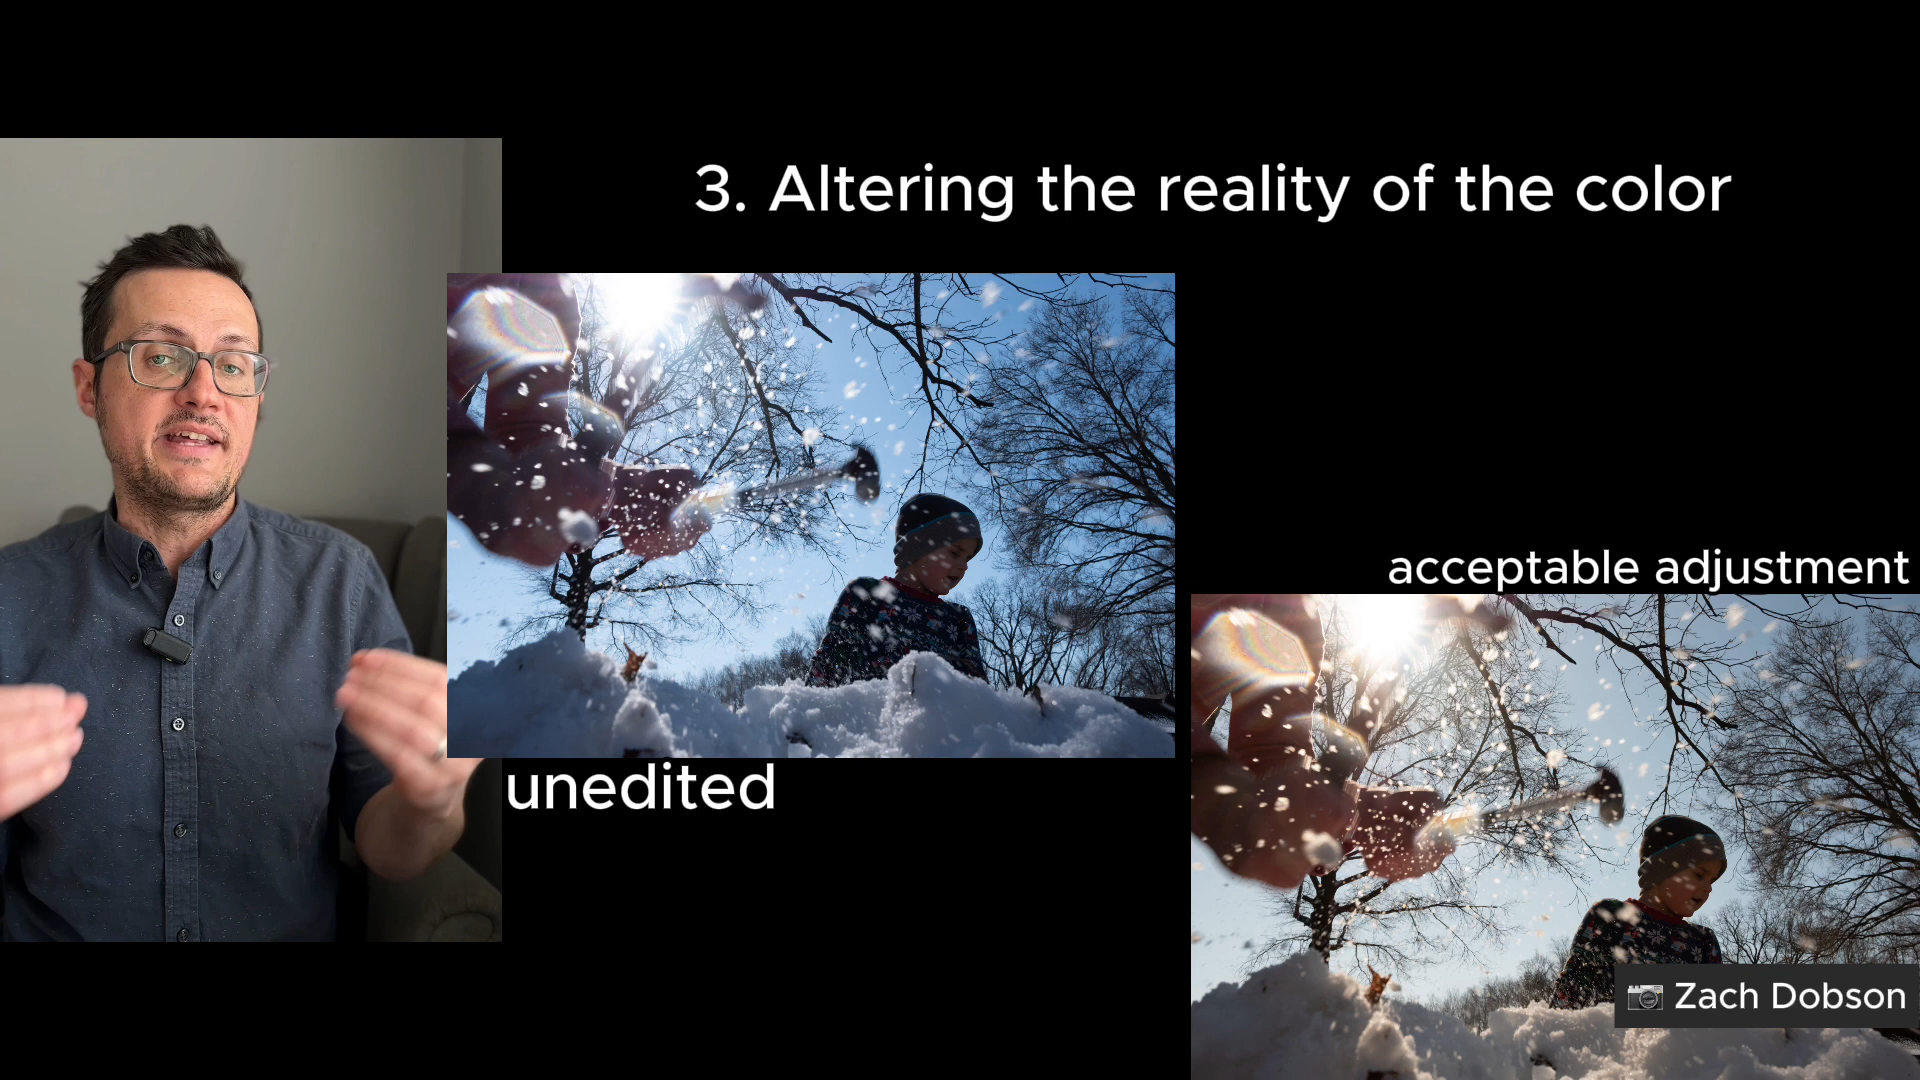 3. Altering the reality of the color
acceptable adjustment
unedited
Zach Dobson